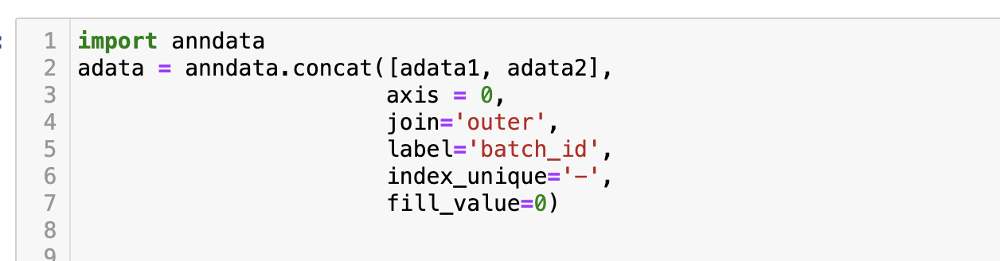 1 import anndata
2 adata = anndata.concat([adata1, adata2],
3 axis = 0,
4 join='outer',
5 label='batch_id',
6 index_unique='-',
7 fill_value=0)
8
9